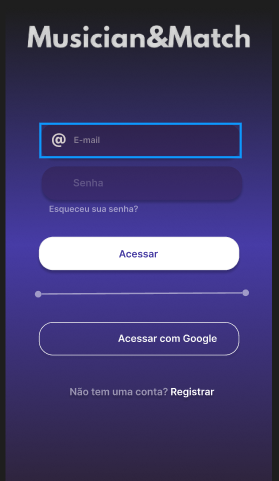 Musician&Match
@ E-mail
Senha
Esqueceu sua senha?
Acessar
Acessar com Google
Não tem uma conta? Registrar